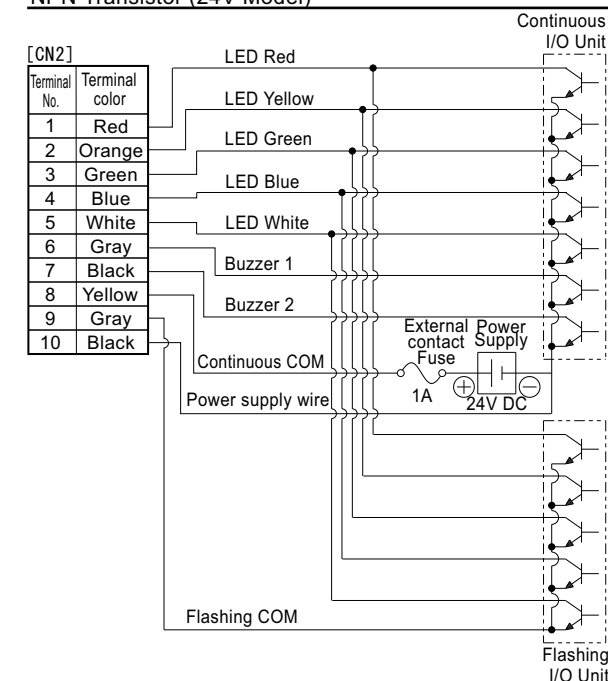 NPN Transistor (24V Model)
Continuous
I/O Unit
[CN2]
Terminal No. Terminal color
1 Red
2 Orange
3 Green
4 Blue
5 White
6 Gray
7 Black
8 Yellow
9 Gray
10 Black
LED Red
LED Yellow
LED Green
LED Blue
LED White
Buzzer 1
Buzzer 2
External contact
Fuse
1A
Power
Supply
24V DC
Continuous COM
Power supply wire
Flashing COM
Flashing
I/O Unit